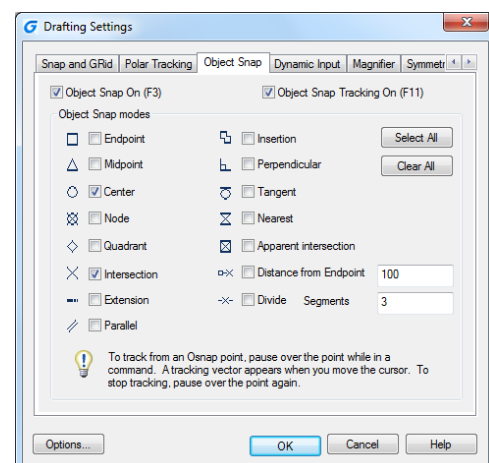 Drafting Settings
Snap and GRid Polar Tracking Object Snap Dynamic Input Magnifier Symmetr
Object Snap On (F3) Object Snap Tracking On (F11)
Object Snap modes
Endpoint Insertion Select All
Midpoint Perpendicular Clear All
Center Tangent
Node Nearest
Quadrant Apparent intersection
Intersection Distance from Endpoint 100
Extension Divide Segments 3
Parallel
To track from an Osnap point, pause over the point while in a
command. A tracking vector appears when you move the cursor. To
stop tracking, pause over the point again.
Options... OK Cancel Help